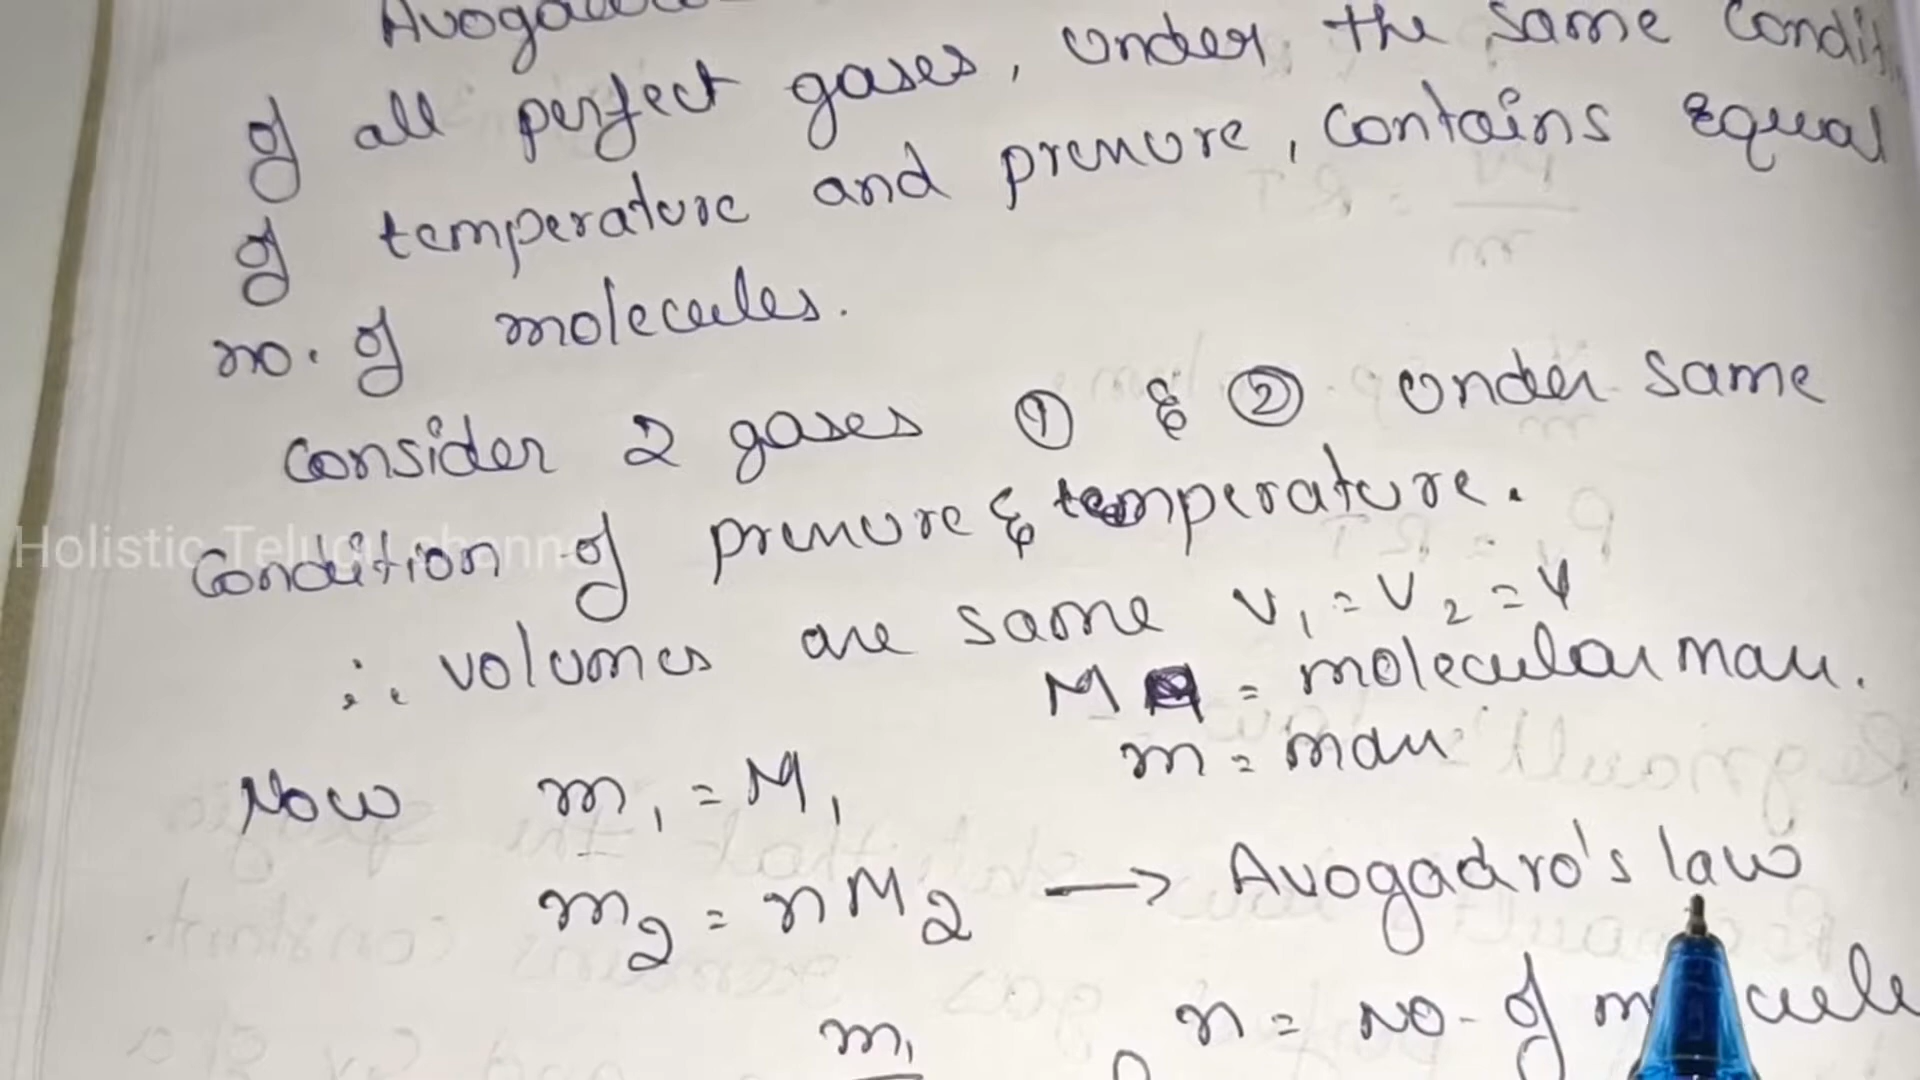 of all perfect gases, under the same
of temperature and pressure, contains equal
no. of molecules.
consider 2 gases ① & ② under same
condition of pressure & temperature.
∴ volumes are same V₁ = V₂ = V
M = molecular mass.
m = mass
Now m₁ = M₁
m₂ = nM₂ → Avogadro's law
n = No. of
m₁
Holistic Telugu channel